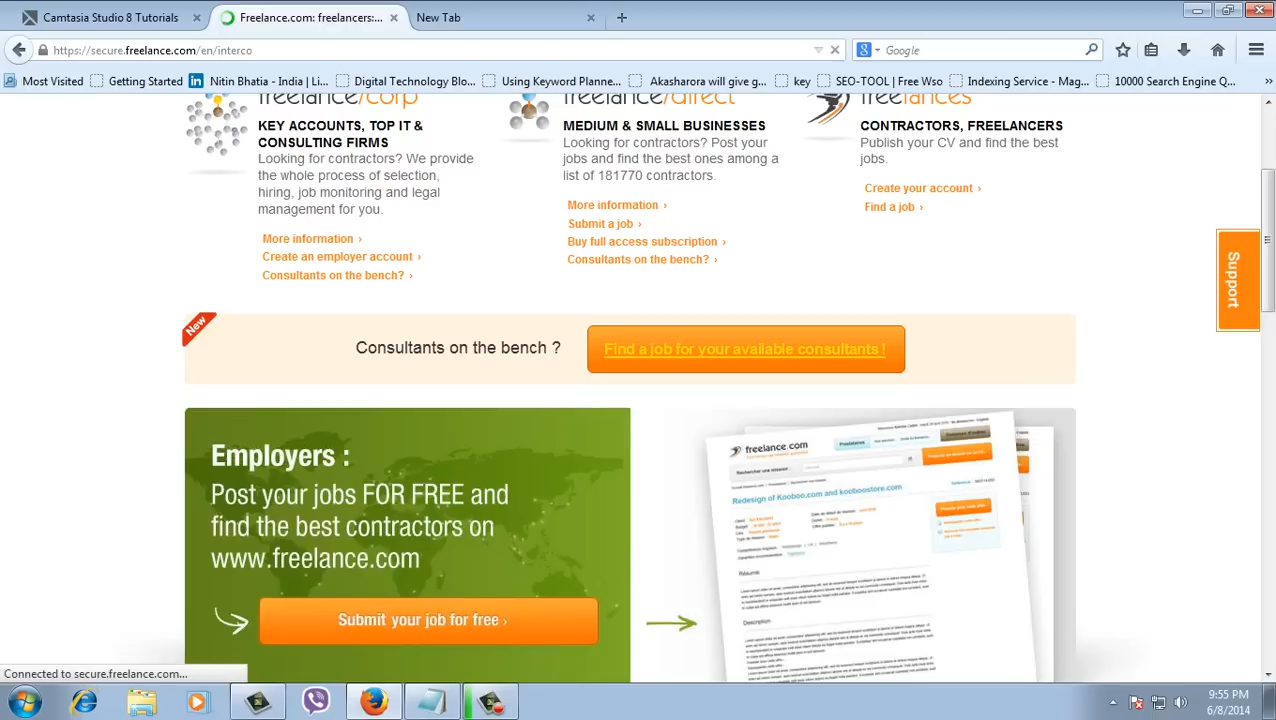 Camtasia Studio 8 Tutorials
Freelance.com: freelancers:...
New Tab
https://secure.freelance.com/en/interco
Google
Most Visited
Getting Started
Nitin Bhatia - India | Li...
Digital Technology Blo...
Using Keyword Planne...
Akasharora will give g...
key
SEO-TOOL | Free Wso
Indexing Service - Mag...
10000 Search Engine Q...
freelance/corp
freelance/direct
freelances
KEY ACCOUNTS, TOP IT &
CONSULTING FIRMS
Looking for contractors? We provide
the whole process of selection,
hiring, job monitoring and legal
management for you.
More information ›
Create an employer account ›
Consultants on the bench? ›
MEDIUM & SMALL BUSINESSES
Looking for contractors? Post your
jobs and find the best ones among a
list of 181770 contractors.
More information ›
Submit a job ›
Buy full access subscription ›
Consultants on the bench? ›
CONTRACTORS, FREELANCERS
Publish your CV and find the best
jobs.
Create your account ›
Find a job ›
Support
New
Consultants on the bench ?
Find a job for your available consultants !
Employers :
Post your jobs FOR FREE and
find the best contractors on
www.freelance.com
Submit your job for free ›
freelance.com
Prestataires
Rechercher une mission
Redesign of Kooboo.com and kooboostore.com
Résumé
Description
9:55 PM
6/8/2014